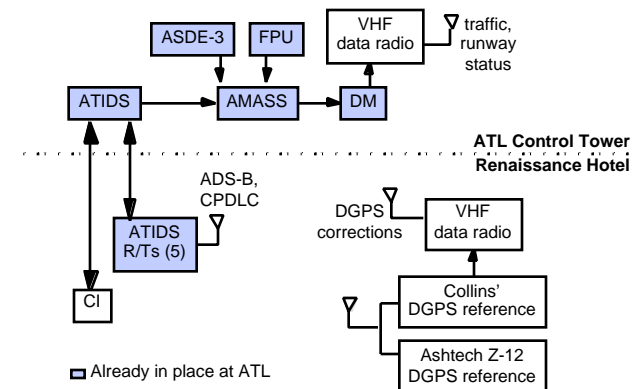 ASDE-3
FPU
VHF
data radio
traffic,
runway
status
ATIDS
AMASS
DM
ATL Control Tower
Renaissance Hotel
ADS-B,
CPDLC
ATIDS
R/Ts (5)
DGPS
corrections
VHF
data radio
CI
Collins'
DGPS reference
Ashtech Z-12
DGPS reference
Already in place at ATL